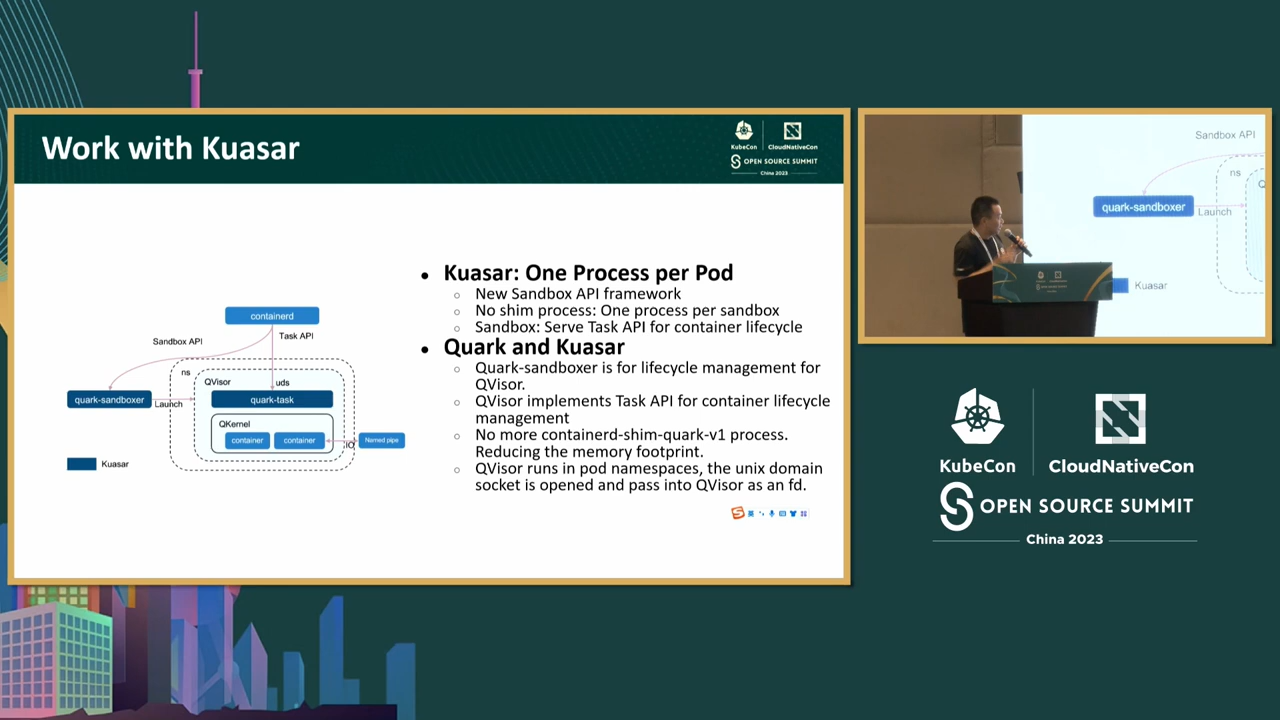 Work with Kuasar
KubeCon
CloudNativeCon
OPEN SOURCE SUMMIT
China 2023
containerd
Sandbox API
Task API
ns
QVisor
uds
quark-sandboxer
Launch
quark-task
QKernel
container
container
IO
Named pipe
Kuasar
• Kuasar: One Process per Pod
○ New Sandbox API framework
○ No shim process: One process per sandbox
○ Sandbox: Serve Task API for container lifecycle
• Quark and Kuasar
○ Quark-sandboxer is for lifecycle management for
QVisor.
○ QVisor implements Task API for container lifecycle
management
○ No more containerd-shim-quark-v1 process.
Reducing the memory footprint.
○ QVisor runs in pod namespaces, the unix domain
socket is opened and pass into QVisor as an fd.
英
Sandbox API
ns
Q
quark-sandboxer
Launch
Kuasar
KubeCon
CloudNativeCon
OPEN SOURCE SUMMIT
China 2023